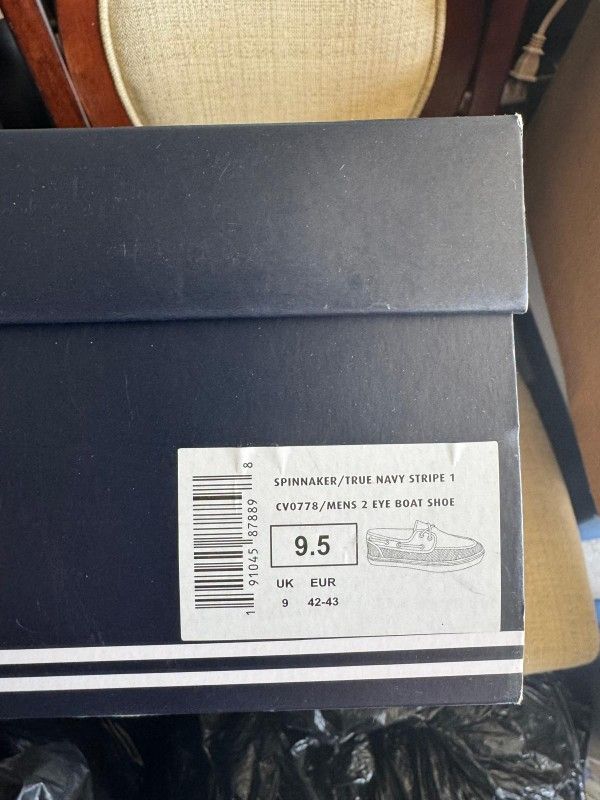 SPINNAKER/TRUE NAVY STRIPE 1
CV0778/MENS 2 EYE BOAT SHOE
9.5
UK EUR
9 42-43
1 91045 87889 8